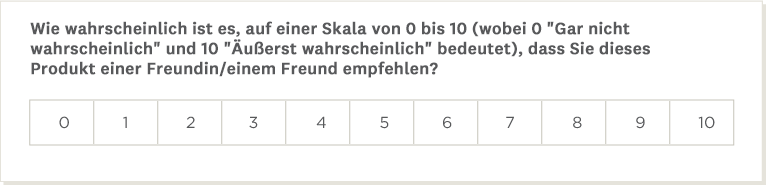 Wie wahrscheinlich ist es, auf einer Skala von 0 bis 10 (wobei 0 "Gar nicht
wahrscheinlich" und 10 "Äußerst wahrscheinlich" bedeutet), dass Sie dieses
Produkt einer Freundin/einem Freund empfehlen?
0 1 2 3 4 5 6 7 8 9 10